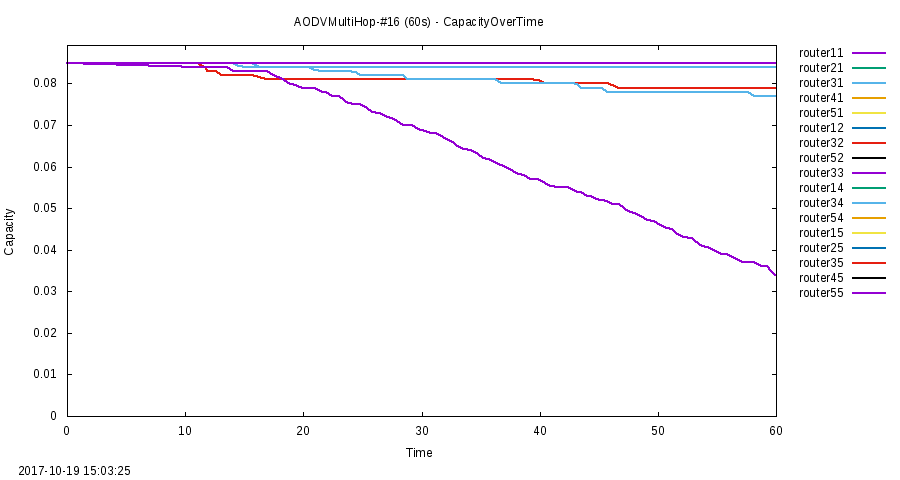 AODVMultiHop-#16 (60s) - CapacityOverTime
router11
router21
router31
router41
router51
router12
router32
router52
router33
router14
router34
router54
router15
router25
router35
router45
router55
0.08
0.07
0.06
0.05
0.04
0.03
0.02
0.01
0
Capacity
0 10 20 30 40 50 60
Time
2017-10-19 15:03:25